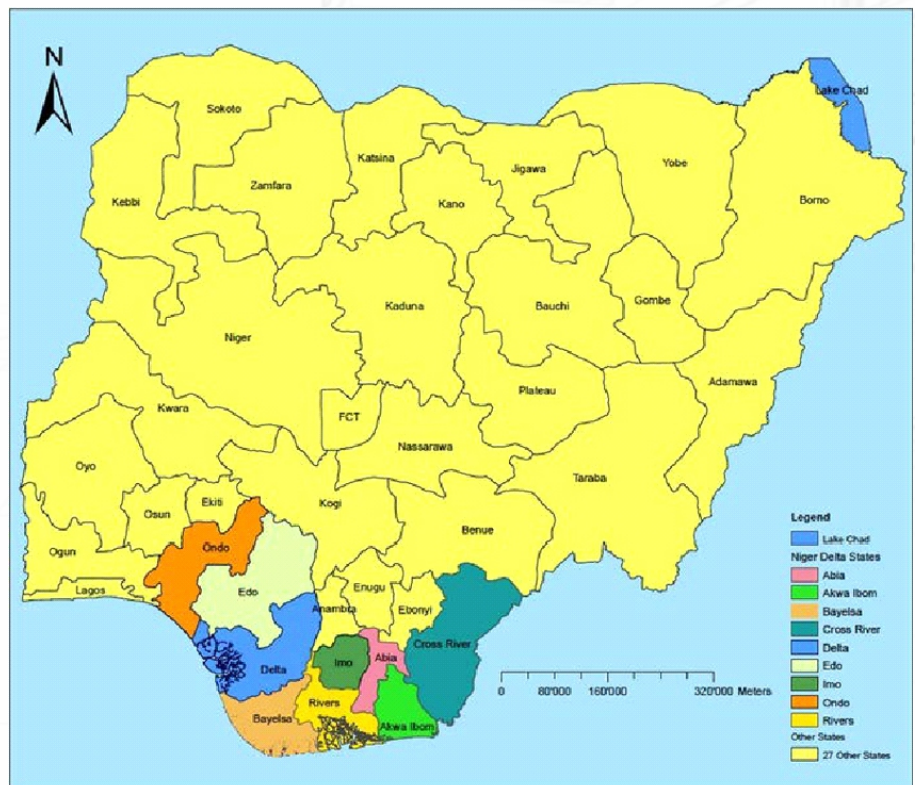 N
Lake Chad
Sokoto
Katsina
Jigawa
Yobe
Zamfara
Kebbi
Kano
Borno
Kaduna
Bauchi
Gombe
Niger
Adamawa
Plateau
Kwara
FCT
Nassarawa
Oyo
Taraba
Kogi
Ekiti
Osun
Benue
Ondo
Ogun
Lagos
Edo
Enugu
Anambra
Ebonyi
Cross River
Imo
Abia
Delta
Rivers
Bayelsa
Akwa Ibom
Legend
Lake Chad
Niger Delta States
Abia
Akwa Ibom
Bayelsa
Cross River
Delta
Edo
Imo
Ondo
Rivers
Other States
27 Other States
0 80'000 160'000 320'000 Meters